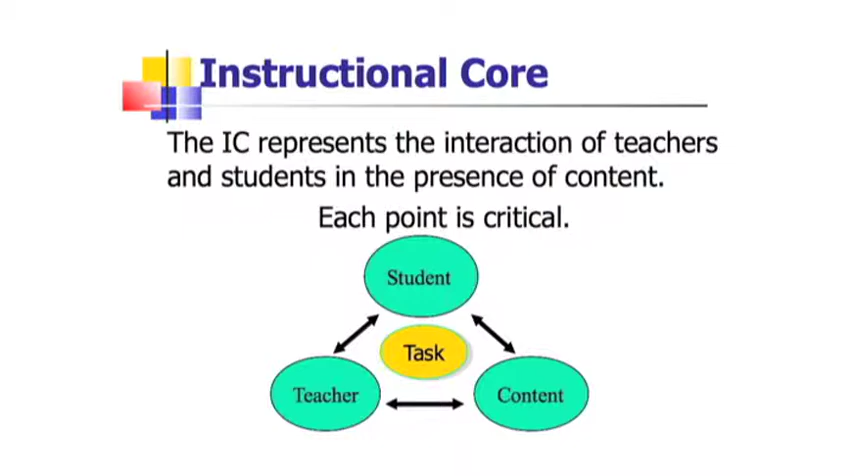 Instructional Core
The IC represents the interaction of teachers
and students in the presence of content.
Each point is critical.
Student
Task
Teacher
Content